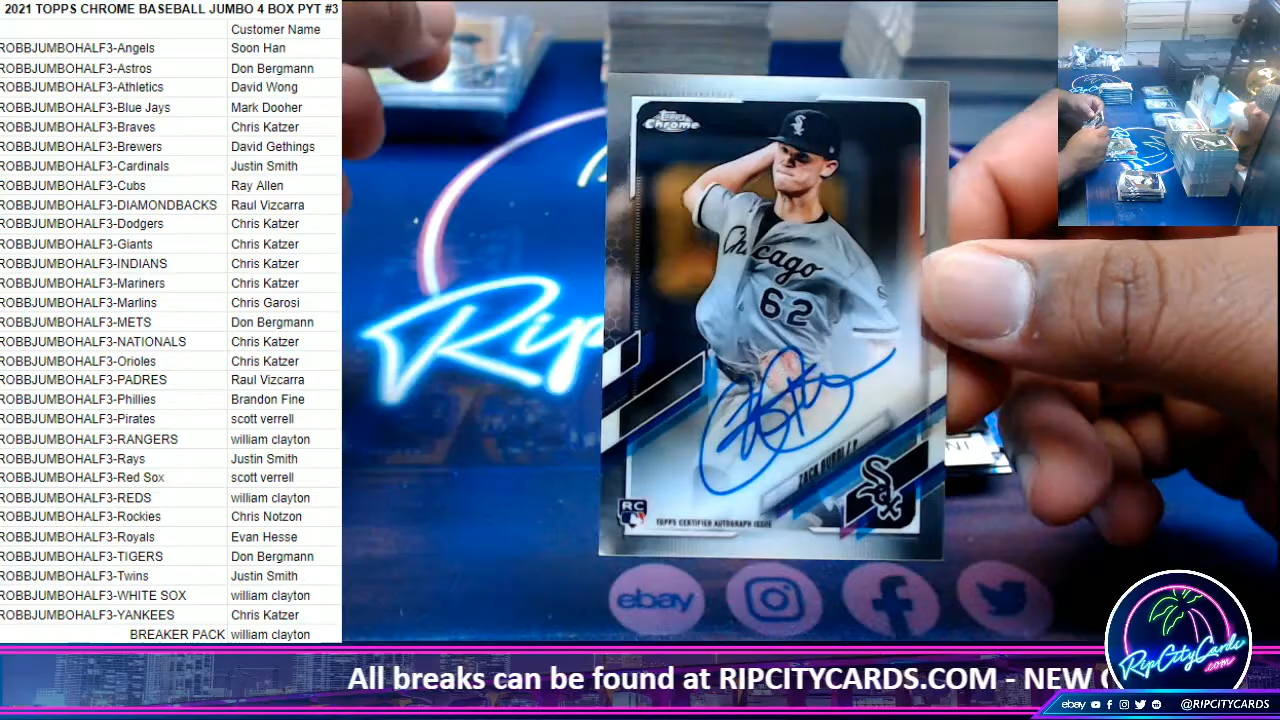 2021 TOPPS CHROME BASEBALL JUMBO 4 BOX PYT #3
Customer Name
ROBBJUMBOHALF3-Angels Soon Han
ROBBJUMBOHALF3-Astros Don Bergmann
ROBBJUMBOHALF3-Athletics David Wong
ROBBJUMBOHALF3-Blue Jays Mark Dooher
ROBBJUMBOHALF3-Braves Chris Katzer
ROBBJUMBOHALF3-Brewers David Gethings
ROBBJUMBOHALF3-Cardinals Justin Smith
ROBBJUMBOHALF3-Cubs Ray Allen
ROBBJUMBOHALF3-DIAMONDBACKS Raul Vizcarra
ROBBJUMBOHALF3-Dodgers Chris Katzer
ROBBJUMBOHALF3-Giants Chris Katzer
ROBBJUMBOHALF3-INDIANS Chris Katzer
ROBBJUMBOHALF3-Mariners Chris Katzer
ROBBJUMBOHALF3-Marlins Chris Garosi
ROBBJUMBOHALF3-METS Don Bergmann
ROBBJUMBOHALF3-NATIONALS Chris Katzer
ROBBJUMBOHALF3-Orioles Chris Katzer
ROBBJUMBOHALF3-PADRES Raul Vizcarra
ROBBJUMBOHALF3-Phillies Brandon Fine
ROBBJUMBOHALF3-Pirates scott verrell
ROBBJUMBOHALF3-RANGERS william clayton
ROBBJUMBOHALF3-Rays Justin Smith
ROBBJUMBOHALF3-Red Sox scott verrell
ROBBJUMBOHALF3-REDS william clayton
ROBBJUMBOHALF3-Rockies Chris Notzon
ROBBJUMBOHALF3-Royals Evan Hesse
ROBBJUMBOHALF3-TIGERS Don Bergmann
ROBBJUMBOHALF3-Twins Justin Smith
ROBBJUMBOHALF3-WHITE SOX william clayton
ROBBJUMBOHALF3-YANKEES Chris Katzer
BREAKER PACK william clayton
Topps
Chrome
Sox
Chicago
62
ZACK
Sox
RC
TOPPS CERTIFIED AUTOGRAPH ISSUE
Rip
ebay
All breaks can be found at RIPCITYCARDS.COM - NEW
RipCityCards
.com
ebay @RIPCITYCARDS